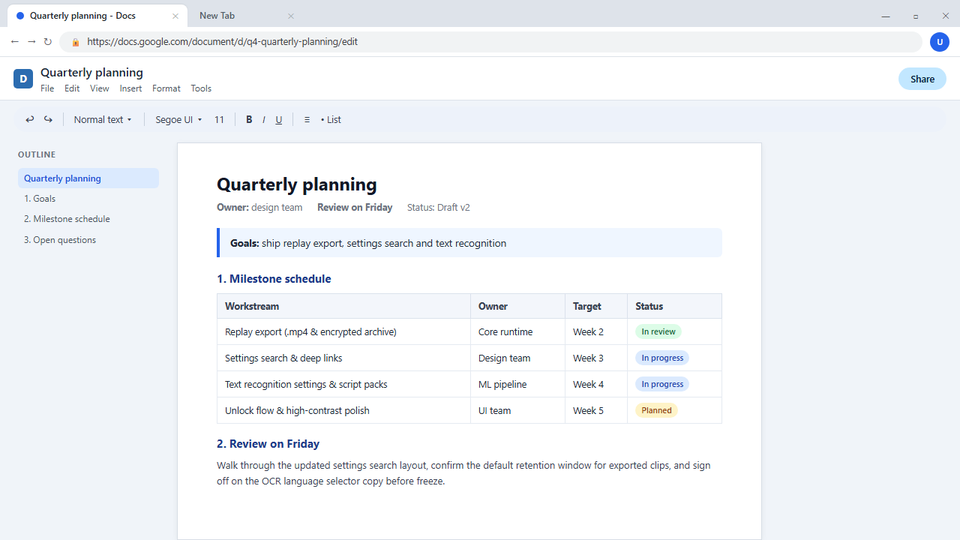 Quarterly planning - Docs
New Tab
https://docs.google.com/document/d/q4-quarterly-planning/edit
U
D
Quarterly planning
File Edit View Insert Format Tools
Share
Normal text Segoe UI 11 B I U ≡ • List
OUTLINE
Quarterly planning
1. Goals
2. Milestone schedule
3. Open questions
Quarterly planning
Owner: design team Review on Friday Status: Draft v2
Goals: ship replay export, settings search and text recognition
1. Milestone schedule
Workstream Owner Target Status
Replay export (.mp4 & encrypted archive) Core runtime Week 2 In review
Settings search & deep links Design team Week 3 In progress
Text recognition settings & script packs ML pipeline Week 4 In progress
Unlock flow & high-contrast polish UI team Week 5 Planned
2. Review on Friday
Walk through the updated settings search layout, confirm the default retention window for exported clips, and sign
off on the OCR language selector copy before freeze.